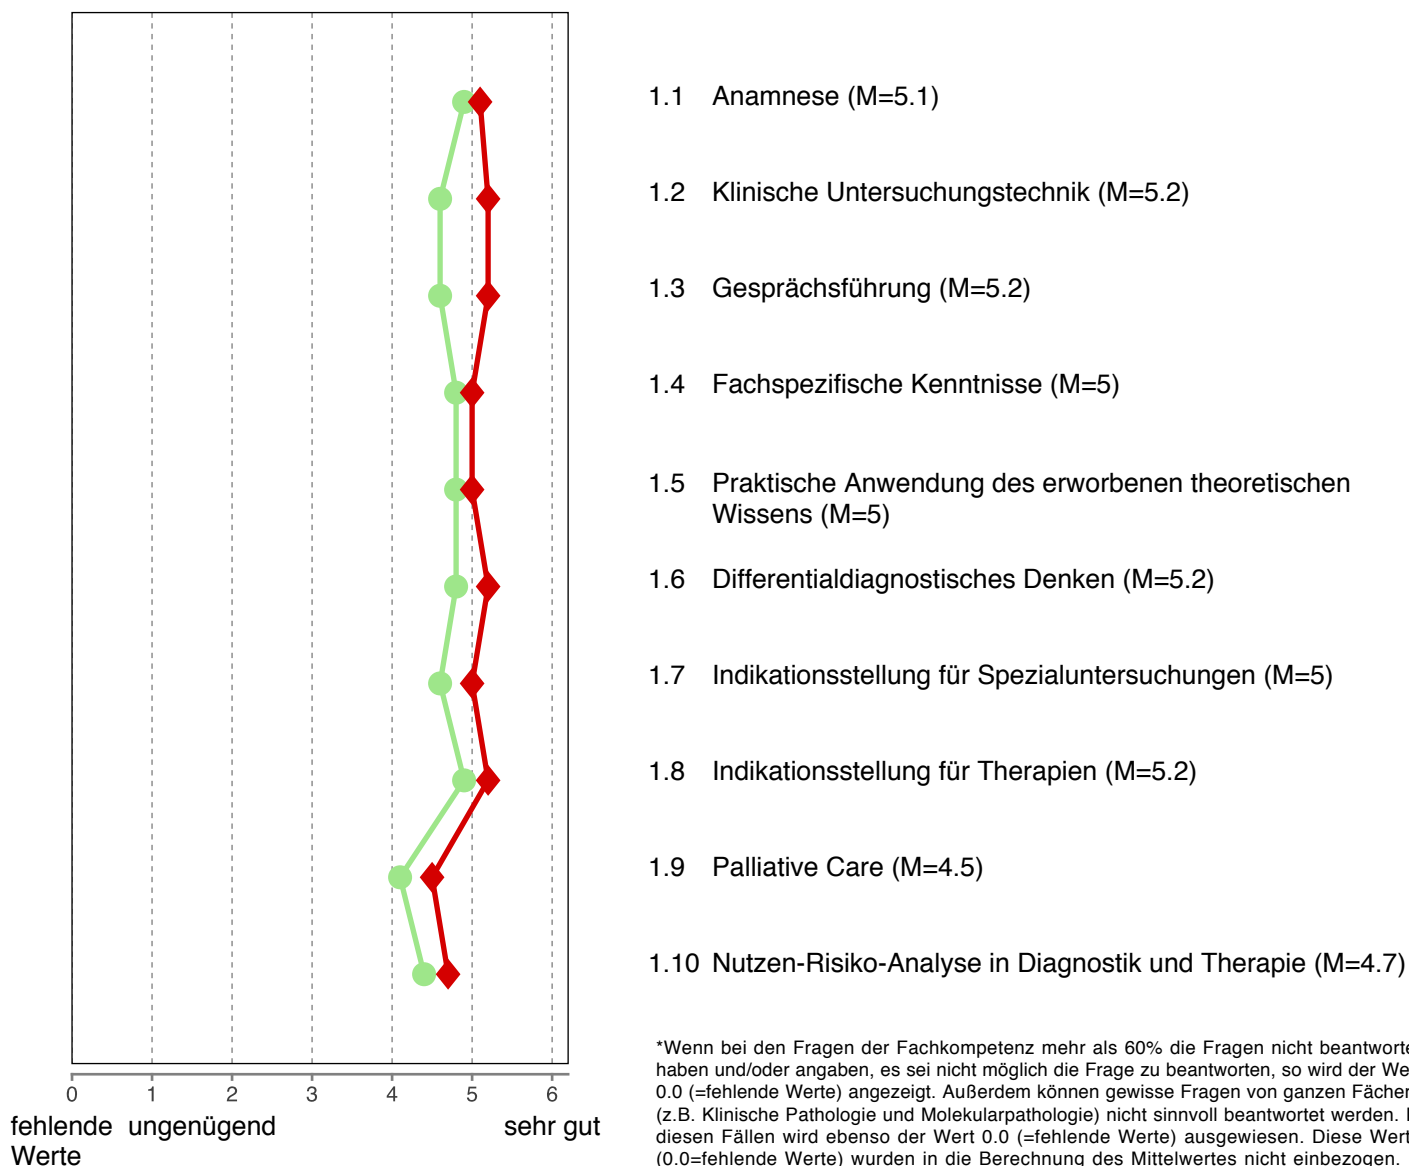 1.1 Anamnese (M=5.1)
1.2 Klinische Untersuchungstechnik (M=5.2)
1.3 Gesprächsführung (M=5.2)
1.4 Fachspezifische Kenntnisse (M=5)
1.5 Praktische Anwendung des erworbenen theoretischen
Wissens (M=5)
1.6 Differentialdiagnostisches Denken (M=5.2)
1.7 Indikationsstellung für Spezialuntersuchungen (M=5)
1.8 Indikationsstellung für Therapien (M=5.2)
1.9 Palliative Care (M=4.5)
1.10 Nutzen-Risiko-Analyse in Diagnostik und Therapie (M=4.7)
0 1 2 3 4 5 6
fehlende ungenügend sehr gut
Werte
*Wenn bei den Fragen der Fachkompetenz mehr als 60% die Fragen nicht
haben und/oder angaben, es sei nicht möglich die Frage zu beantworten, so wird der
0.0 (=fehlende Werte) angezeigt. Außerdem können gewisse Fragen von ganzen Fächer
(z.B. Klinische Pathologie und Molekularpathologie) nicht sinnvoll beantwortet werden.
diesen Fällen wird ebenso der Wert 0.0 (=fehlende Werte) ausgewiesen. Diese
(0.0=fehlende Werte) wurden in die Berechnung des Mittelwertes nicht einbezogen.